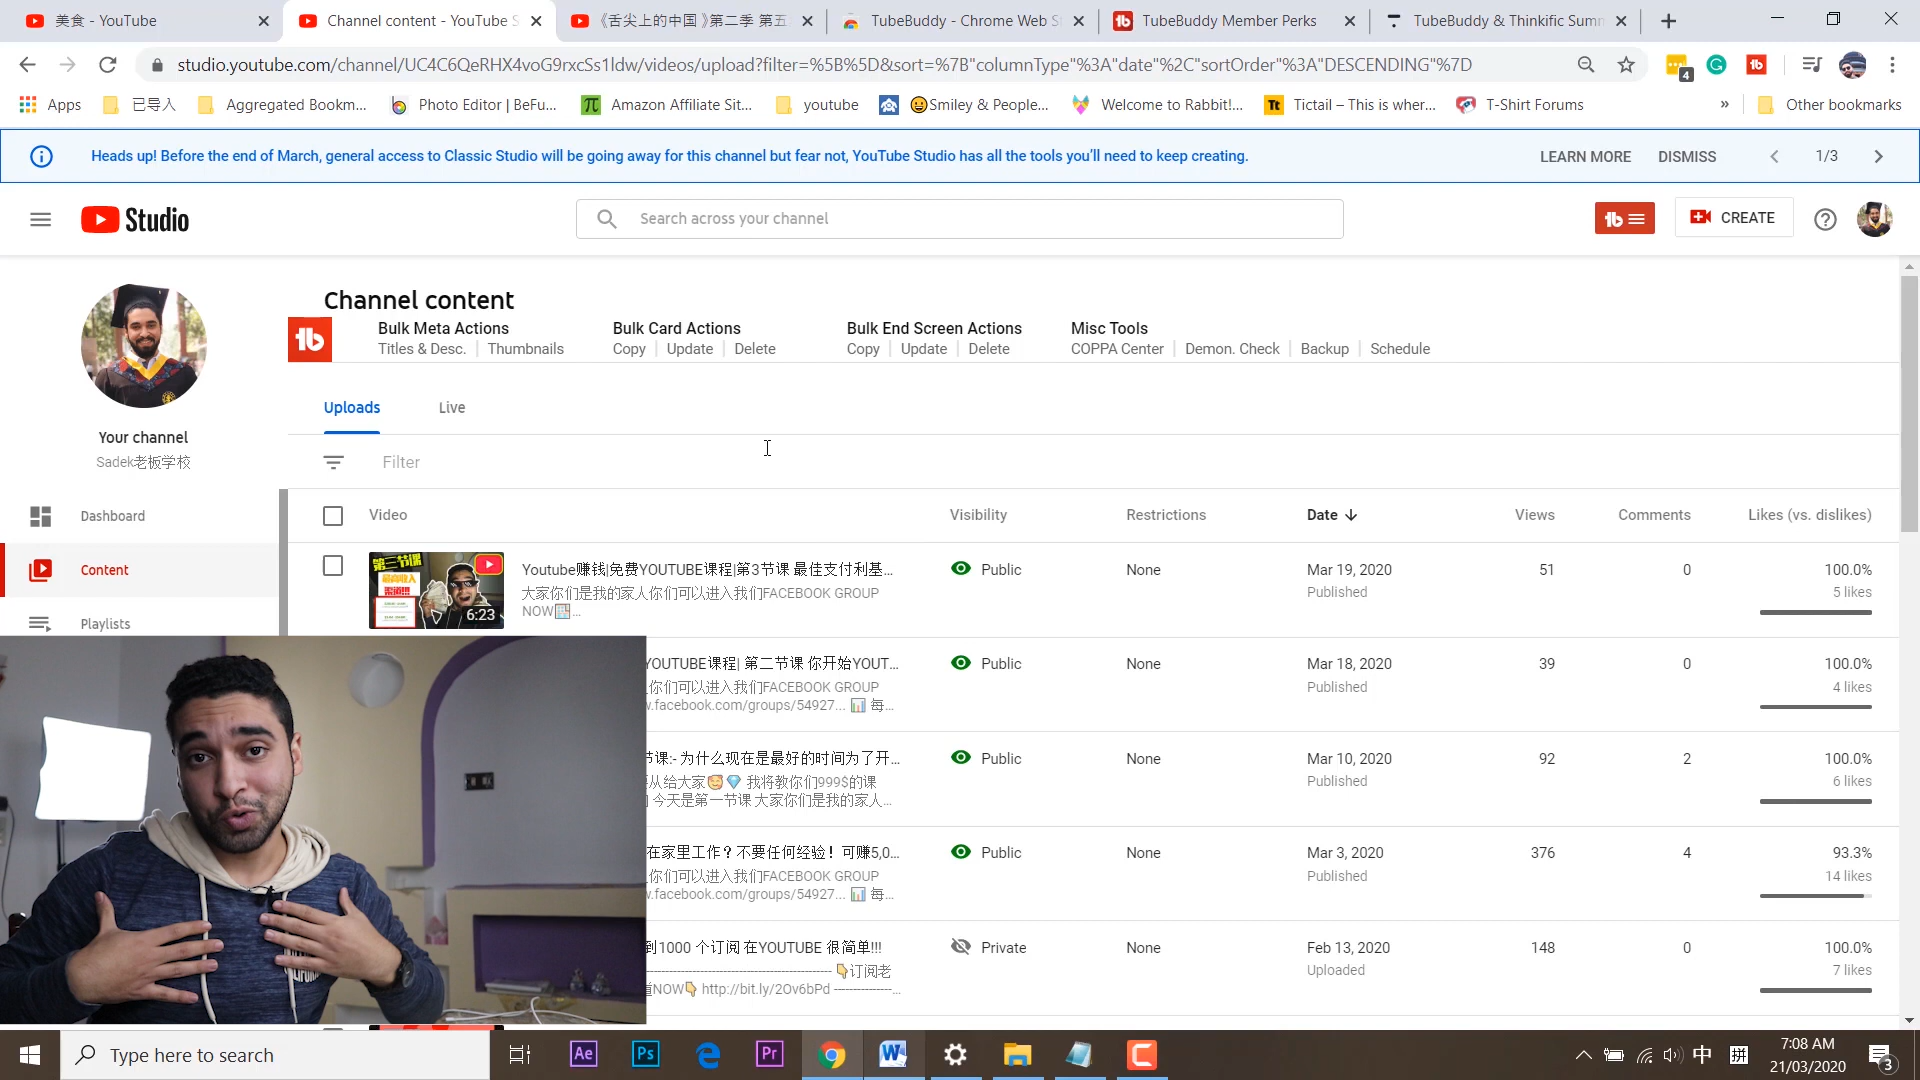 美食 - YouTube
Channel content - YouTube S
《舌尖上的中国 》第二季 第五
TubeBuddy - Chrome Web S
TubeBuddy Member Perks
TubeBuddy & Thinkific Sum
studio.youtube.com/channel/UC4C6QeRHX4voG9rxcSs1ldw/videos/upload?filter=%5B%5D&sort=%7B"columnType"%3A"date"%2C"sortOrder"%3A"DESCENDING"%7D
4
Apps
已导入
Aggregated Bookm...
Photo Editor | BeFu...
Amazon Affiliate Sit...
youtube
😀Smiley & People...
Welcome to Rabbit!...
Tictail – This is wher...
T-Shirt Forums
»
Other bookmarks
Heads up! Before the end of March, general access to Classic Studio will be going away for this channel but fear not, YouTube Studio has all the tools you'll need to keep creating.
LEARN MORE
DISMISS
1/3
Studio
Search across your channel
CREATE
Channel content
Bulk Meta Actions
Titles & Desc. | Thumbnails
Bulk Card Actions
Copy | Update | Delete
Bulk End Screen Actions
Copy | Update | Delete
Misc Tools
COPPA Center | Demon. Check | Backup | Schedule
Your channel
Sadek老板学校
Dashboard
Content
Playlists
Uploads
Live
Filter
Video
Visibility
Restrictions
Date
Views
Comments
Likes (vs. dislikes)
第二节课
最高收入
渠道!!!
6:23
Youtube赚钱|免费YOUTUBE课程|第3节课 最佳支付利基...
大家你们是我的家人你们可以进入我们FACEBOOK GROUP
NOW...
Public
None
Mar 19, 2020
Published
51
0
100.0%
5 likes
YOUTUBE课程| 第二节课 你开始YOUT...
你们可以进入我们FACEBOOK GROUP
.facebook.com/groups/54927... 📊 每...
Public
None
Mar 18, 2020
Published
39
0
100.0%
4 likes
节课:- 为什么现在是最好的时间为了开...
从给大家🥰💎 我将教你们999$的课
今天是第一节课 大家你们是我的家人...
Public
None
Mar 10, 2020
Published
92
2
100.0%
6 likes
在家里工作？不要任何经验！可赚5,0...
你们可以进入我们FACEBOOK GROUP
.facebook.com/groups/54927... 📊 每...
Public
None
Mar 3, 2020
Published
376
4
93.3%
14 likes
到1000 个订阅 在YOUTUBE 很简单!!!
👇订阅老
NOW👇 http://bit.ly/2Ov6bPd ---------------...
Private
None
Feb 13, 2020
Uploaded
148
0
100.0%
7 likes
Type here to search
Ae
Ps
Pr
中
拼
7:08 AM
21/03/2020
3